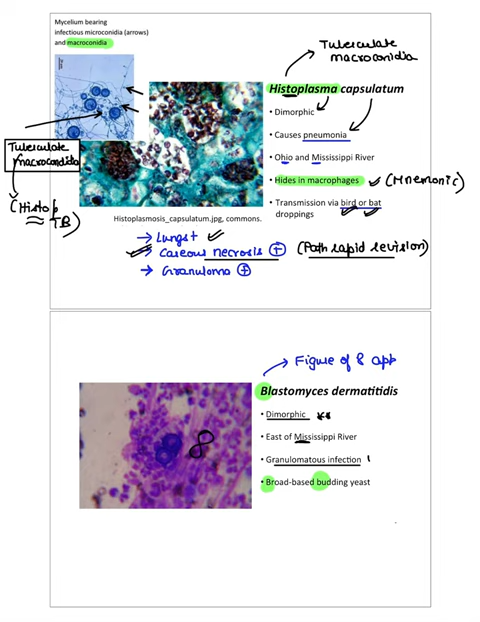 Mycelium bearing
infectious microconidia (arrows)
and macroconidia
Tuberculate
macroconidia
Histoplasma capsulatum
• Dimorphic
• Causes pneumonia
• Ohio and Mississippi River
• Hides in macrophages (Mnemonic)
• Transmission via bird or bat
droppings
Tuberculate
macroconidia
(Histop
TB)
Histoplasmosis_capsulatum.jpg, commons.
→ Lungs+
→ Caseous necrosis + (Path rapid revision)
→ Granuloma +
→ Figure of 8 app
Blastomyces dermatitidis
• Dimorphic **
• East of Mississippi River
• Granulomatous infection
• Broad-based budding yeast
8